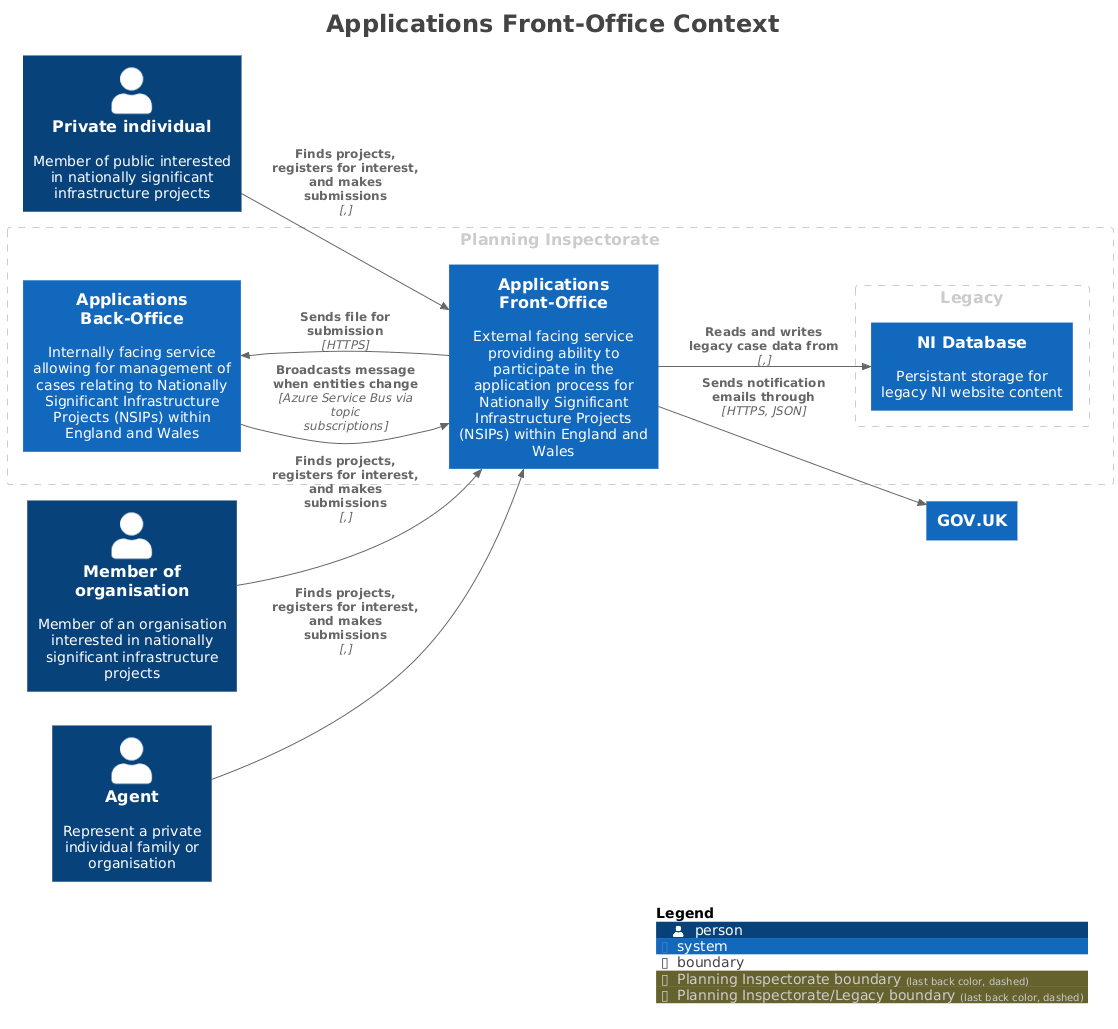 Applications Front-Office Context
Private individual
Member of public interested
in nationally significant
infrastructure projects
Finds projects,
registers for interest,
and makes
submissions
[,]
Planning Inspectorate
Applications
Back-Office
Internally facing service
allowing for management of
cases relating to Nationally
Significant Infrastructure
Projects (NSIPs) within
England and Wales
Sends file for
submission
[HTTPS]
Broadcasts message
when entities change
[Azure Service Bus via
topic
subscriptions]
Applications
Front-Office
External facing service
providing ability to
participate in the
application process for
Nationally Significant
Infrastructure Projects
(NSIPs) within England and
Wales
Reads and writes
legacy case data from
[,]
Sends notification
emails through
[HTTPS, JSON]
Legacy
NI Database
Persistant storage for
legacy NI website content
GOV.UK
Finds projects,
registers for interest,
and makes
submissions
[,]
Member of
organisation
Member of an organisation
interested in nationally
significant infrastructure
projects
Finds projects,
registers for interest,
and makes
submissions
[,]
Agent
Represent a private
individual family or
organisation
Legend
person
system
boundary
Planning Inspectorate boundary (last back color, dashed)
Planning Inspectorate/Legacy boundary (last back color, dashed)